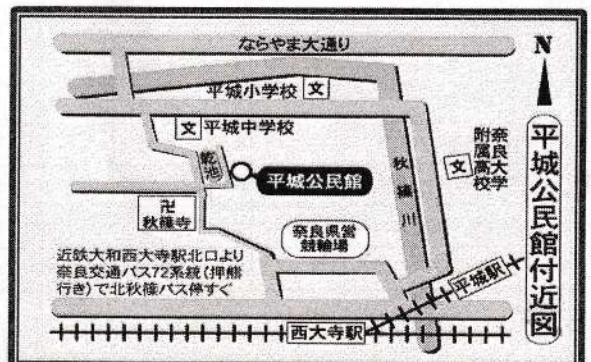 ならやま大通り
N
平城小学校 文
文 平城中学校
乾池
平城公民館
秋篠川
文
奈良大学
附属高校
平城公民館付近図
卍
秋篠寺
奈良県営
競輪場
近鉄大和西大寺駅北口より
奈良交通バス72系統(押熊
行き)で北秋篠バス停すぐ
平城駅
西大寺駅